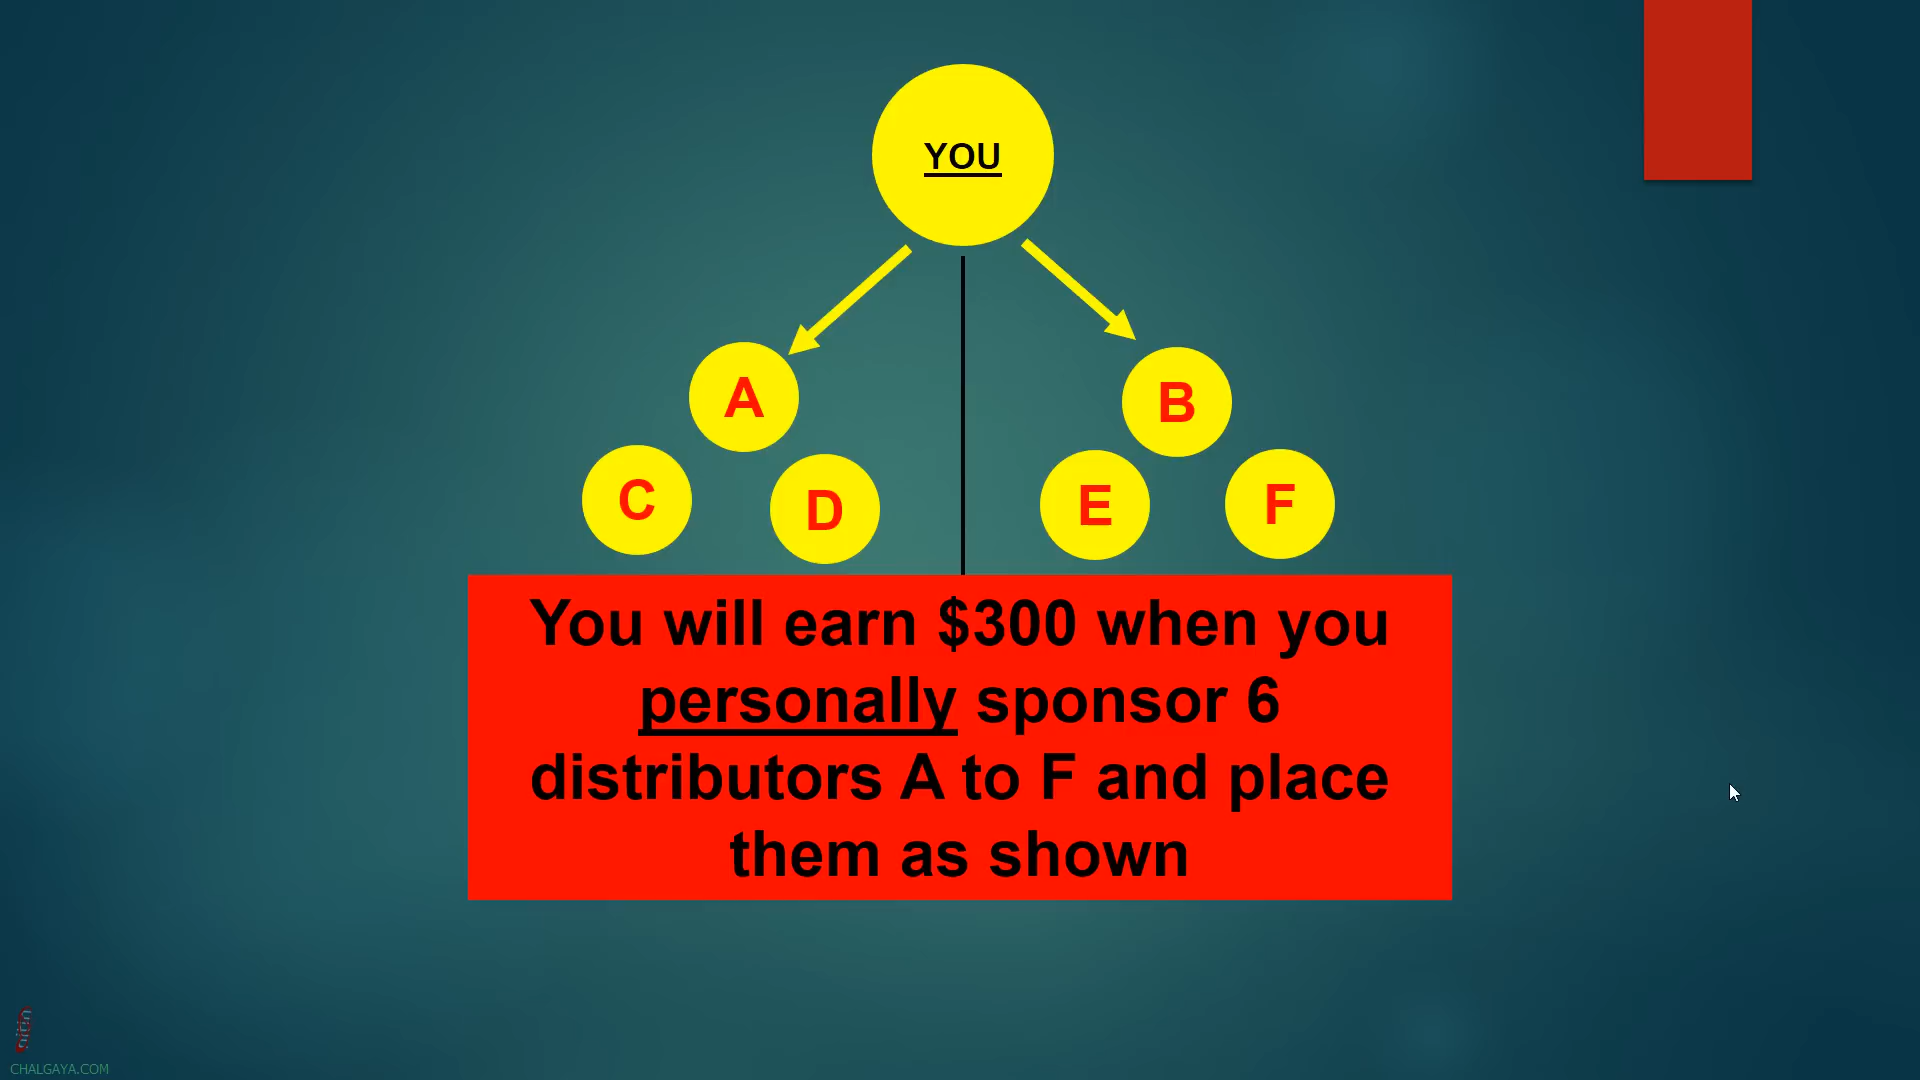 YOU
A
B
C
D
E
F
You will earn $300 when you
personally sponsor 6
distributors A to F and place
them as shown
CHALGAYA.COM